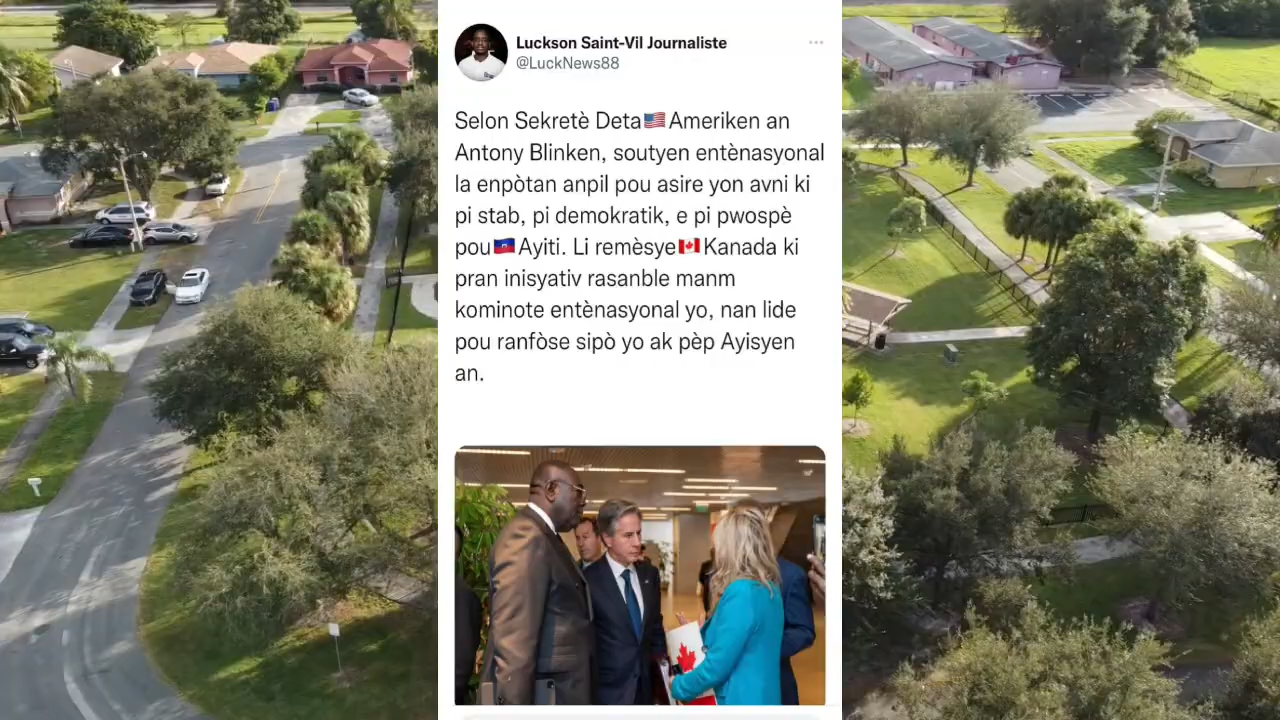 Luckson Saint-Vil Journaliste
@LuckNews88
Selon Sekretè Deta🇺🇸Ameriken an
Antony Blinken, soutyen entènasyonal
la enpòtan anpil pou asire yon avni ki
pi stab, pi demokratik, e pi pwospè
pou🇭🇹Ayiti. Li remèsye🇨🇦Kanada ki
pran inisyativ rasanble manm
kominote entènasyonal yo, nan lide
pou ranfòse sipò yo ak pèp Ayisyen
an.